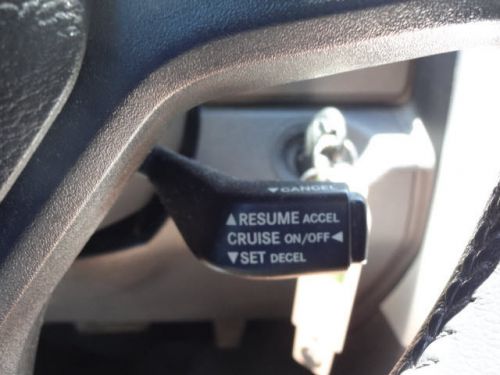 ▼CANCEL
▲RESUME ACCEL
CRUISE ON/OFF◀
▼SET DECEL